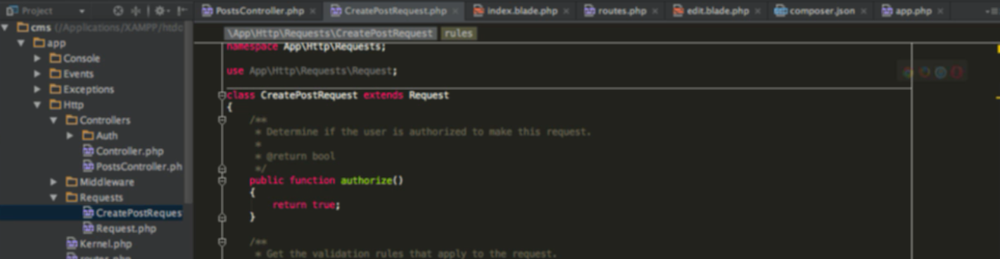 Project PostsController.php CreatePostRequest.php index.blade.php routes.php edit.blade.php composer.json app.php
cms (/Applications/XAMPP/htdc
app
Console
Events
Exceptions
Http
Controllers
Auth
Controller.php
PostsController.ph
Middleware
Requests
CreatePostReques
Request.php
Kernel.php
routes.php
\App\Http\Requests\CreatePostRequest rules
namespace App\Http\Requests;
use App\Http\Requests\Request;
class CreatePostRequest extends Request
{
/**
* Determine if the user is authorized to make this request.
*
* @return bool
*/
public function authorize()
{
return true;
}
/**
* Get the validation rules that apply to the request.